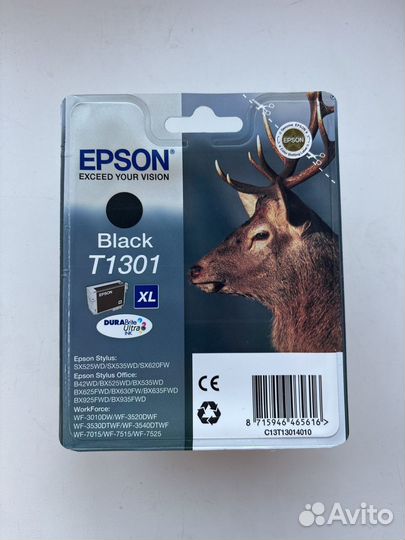 EPSON®
EXCEED YOUR VISION
Black
T1301
XL
DURABrite
Ultra
INK
Epson Stylus:
SX525WD/SX535WD/SX620FW
Epson Stylus Office:
B42WD/BX525WD/BX535WD
BX625FWD/BX630FW/BX635FWD
BX925FWD/BX935FWD
WorkForce:
WF-3010DW/WF-3520DWF
WF-3530DTWF/WF-3540DTWF
WF-7015/WF-7515/WF-7525
CE
8 715946 465616 >
C13T13014010
EPSON
Avito